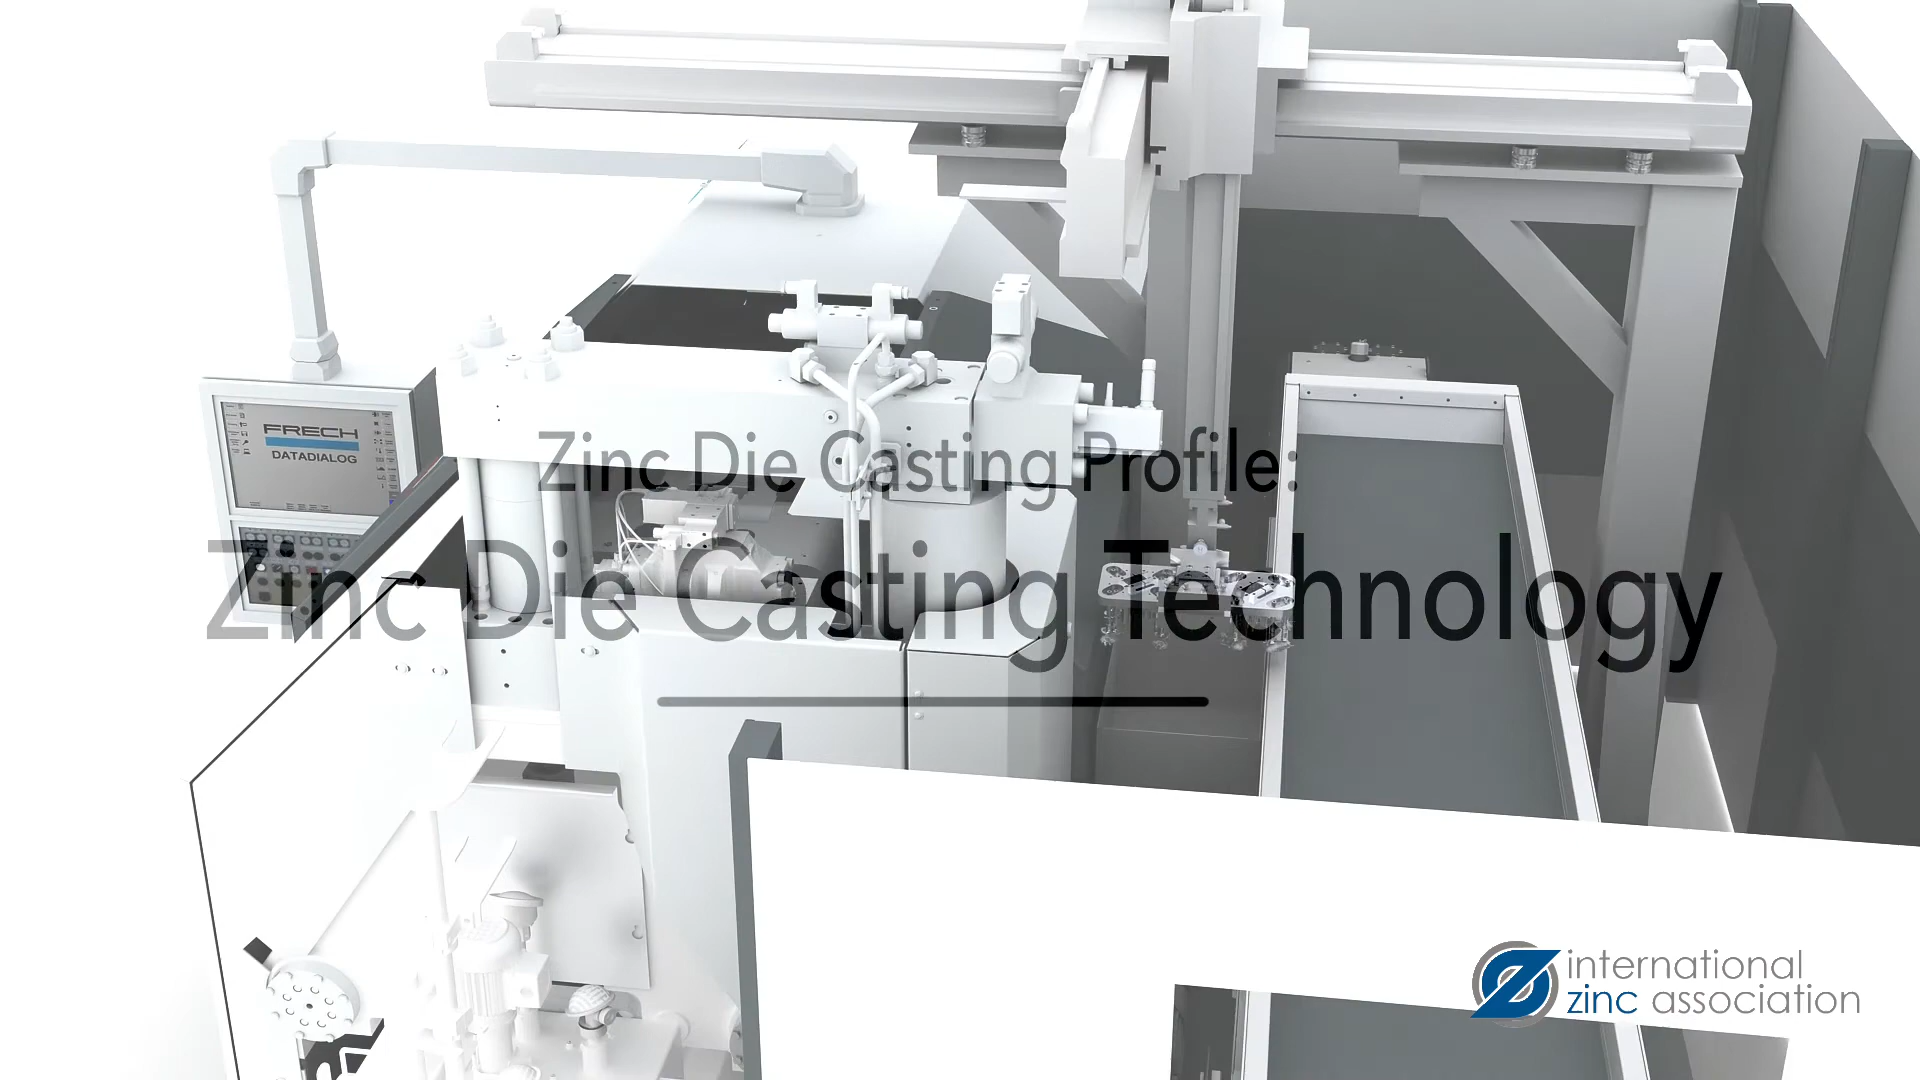 FRECH
DATADIALOG
Zinc Die Casting Profile:
Zinc Die Casting Technology
international
zinc association